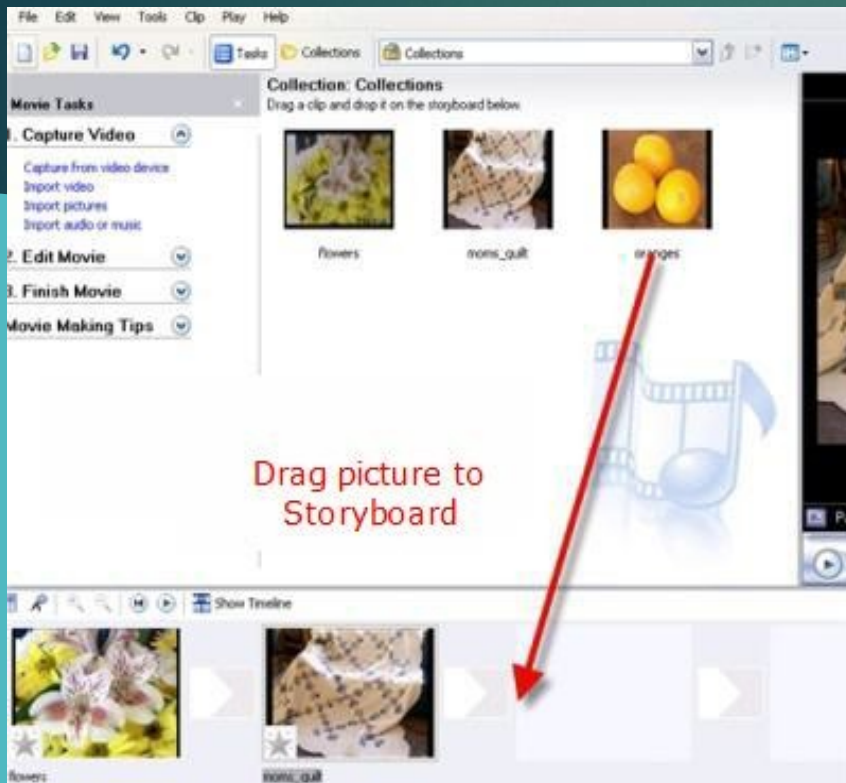 File Edit View Tools Clip Play Help
Tasks Collections Collections
Movie Tasks
Collection: Collections
Drag a clip and drop it on the storyboard below.
1. Capture Video
Capture from video device
Import video
Import pictures
Import audio or music
2. Edit Movie
3. Finish Movie
Movie Making Tips
flowers moms_quilt oranges
Drag picture to
Storyboard
Show Timeline
flowers moms_quilt